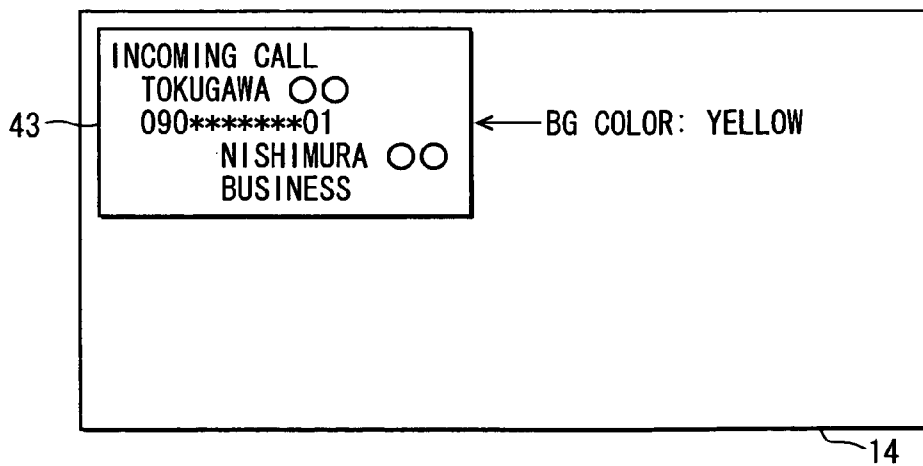 INCOMING CALL
TOKUGAWA ○○
090*******01
NISHIMURA ○○
BUSINESS
43
BG COLOR: YELLOW
14